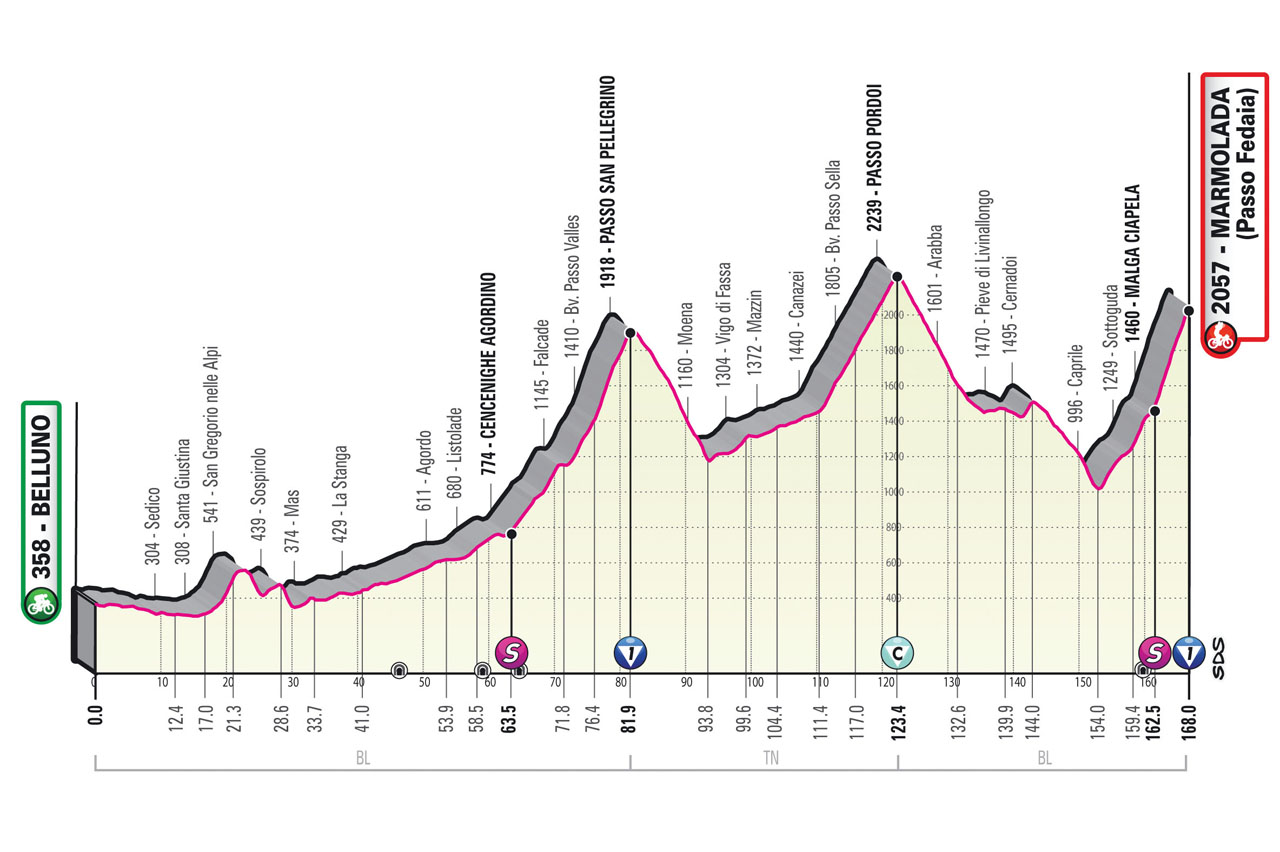 358 - BELLUNO
304 - Sedico
308 - Santa Giustina
541 - San Gregorio nelle Alpi
439 - Sospirolo
374 - Mas
429 - La Stanga
611 - Agordo
680 - Listolade
774 - CENCENIGHE AGORDINO
1145 - Falcade
1410 - Bv. Passo Valles
1918 - PASSO SAN PELLEGRINO
1160 - Moena
1304 - Vigo di Fassa
1372 - Mazzin
1440 - Canazei
1805 - Bv. Passo Sella
2239 - PASSO PORDOI
1601 - Arabba
1470 - Pieve di Livinallongo
1495 - Cernadoi
996 - Caprile
1249 - Sottoguda
1460 - MALGA CIAPELA
2057 - MARMOLADA
(Passo Fedaia)
2000
1800
1600
1400
1200
1000
800
600
400
S
1
C
S
1
SDS
0 10 20 30 40 50 60 70 80 90 100 110 120 130 140 150 160
0.0
12.4
17.0
21.3
28.6
33.7
41.0
53.9
58.5
63.5
71.8
76.4
81.9
93.8
99.6
104.4
111.4
117.0
123.4
132.6
139.9
144.0
154.0
159.4
162.5
168.0
BL
TN
BL